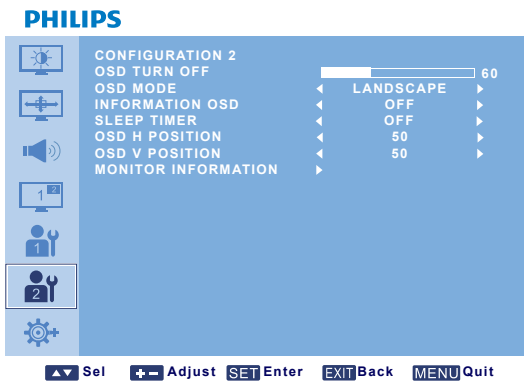 PHILIPS
CONFIGURATION 2
OSD TURN OFF 60
OSD MODE LANDSCAPE
INFORMATION OSD OFF
SLEEP TIMER OFF
OSD H POSITION 50
OSD V POSITION 50
MONITOR INFORMATION
1 2
1
2
Sel Adjust SET Enter EXIT Back MENU Quit